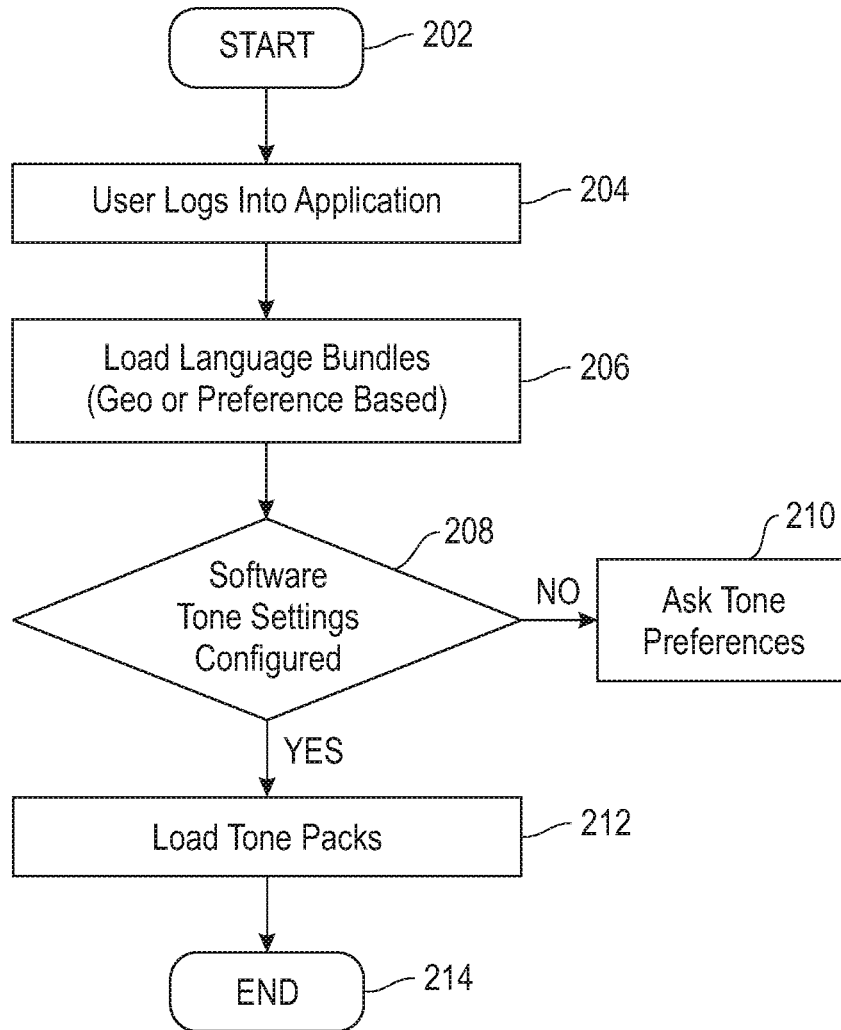 START
202
User Logs Into Application
204
Load Language Bundles
(Geo or Preference Based)
206
208
Software
Tone Settings
Configured
NO
210
Ask Tone
Preferences
YES
Load Tone Packs
212
END
214